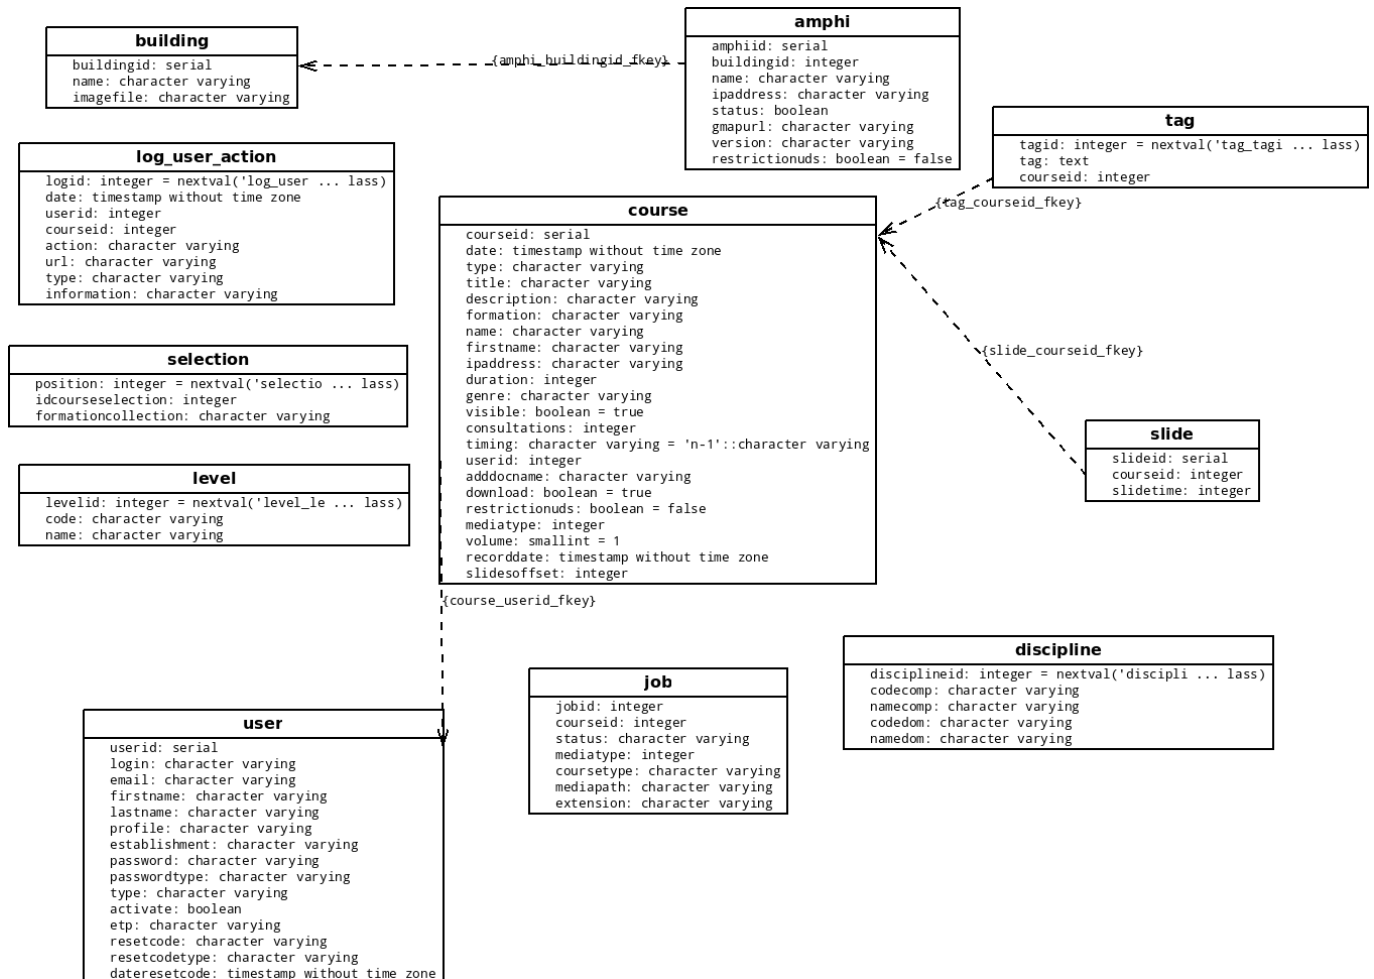 building
buildingid: serial
name: character varying
imagefile: character varying
{amphi_buildingid_fkey}
amphi
amphiid: serial
buildingid: integer
name: character varying
ipaddress: character varying
status: boolean
gmapurl: character varying
version: character varying
restrictionuds: boolean = false
tag
tagid: integer = nextval('tag_tagi ... lass)
tag: text
courseid: integer
{tag_courseid_fkey}
log_user_action
logid: integer = nextval('log_user ... lass)
date: timestamp without time zone
userid: integer
courseid: integer
action: character varying
url: character varying
type: character varying
information: character varying
course
courseid: serial
date: timestamp without time zone
type: character varying
title: character varying
description: character varying
formation: character varying
name: character varying
firstname: character varying
ipaddress: character varying
duration: integer
genre: character varying
visible: boolean = true
consultations: integer
timing: character varying = 'n-1'::character varying
userid: integer
adddocname: character varying
download: boolean = true
restrictionuds: boolean = false
mediatype: integer
volume: smallint = 1
recorddate: timestamp without time zone
slidesoffset: integer
{slide_courseid_fkey}
selection
position: integer = nextval('selectio ... lass)
idcourseselection: integer
formationcollection: character varying
slide
slideid: serial
courseid: integer
slidetime: integer
level
levelid: integer = nextval('level_le ... lass)
code: character varying
name: character varying
{course_userid_fkey}
discipline
disciplineid: integer = nextval('discipli ... lass)
codecomp: character varying
namecomp: character varying
codedom: character varying
namedom: character varying
job
jobid: integer
courseid: integer
status: character varying
mediatype: integer
coursetype: character varying
mediapath: character varying
extension: character varying
user
userid: serial
login: character varying
email: character varying
firstname: character varying
lastname: character varying
profile: character varying
establishment: character varying
password: character varying
passwordtype: character varying
type: character varying
activate: boolean
etp: character varying
resetcode: character varying
resetcodetype: character varying
dateresetcode: timestamp without time zone